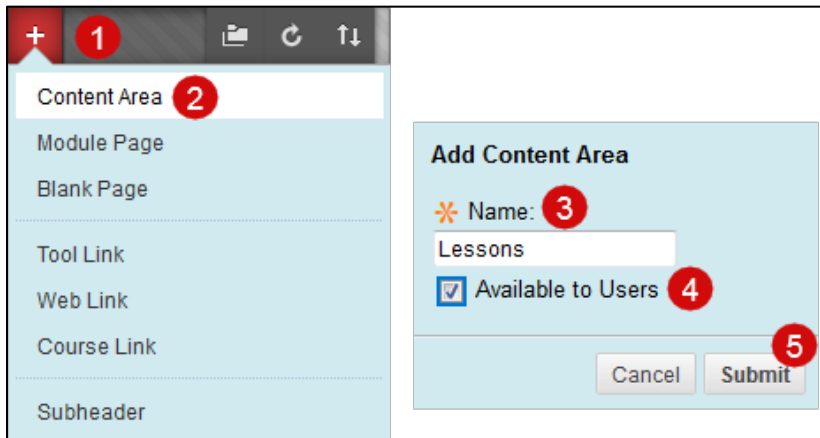 + 1
Content Area 2
Module Page
Blank Page
Tool Link
Web Link
Course Link
Subheader
Add Content Area
* Name: 3
Lessons
Available to Users 4
5
Cancel Submit